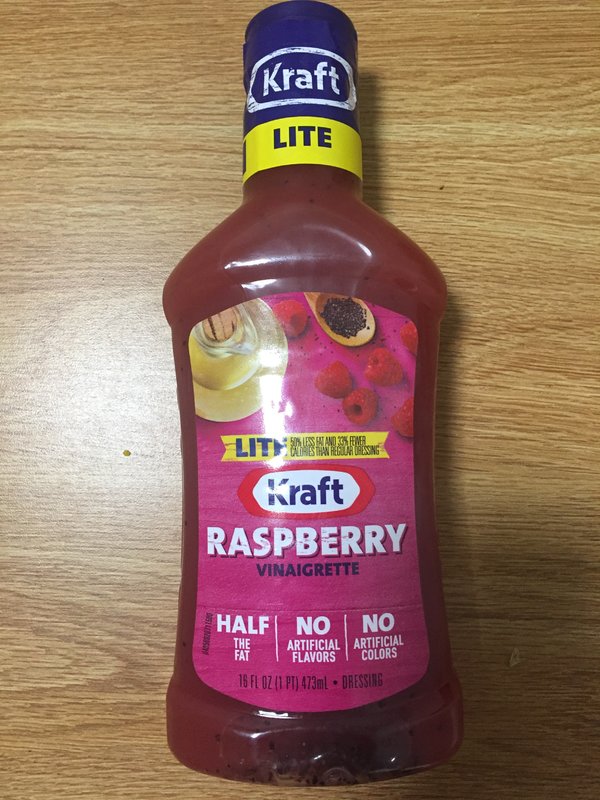 Kraft
LITE
LITE
50% LESS FAT AND 33% FEWER
CALORIES THAN REGULAR DRESSING
Kraft
RASPBERRY
VINAIGRETTE
HALF
THE
FAT
NO
ARTIFICIAL
FLAVORS
NO
ARTIFICIAL
COLORS
16 FL OZ (1 PT) 473mL • DRESSING